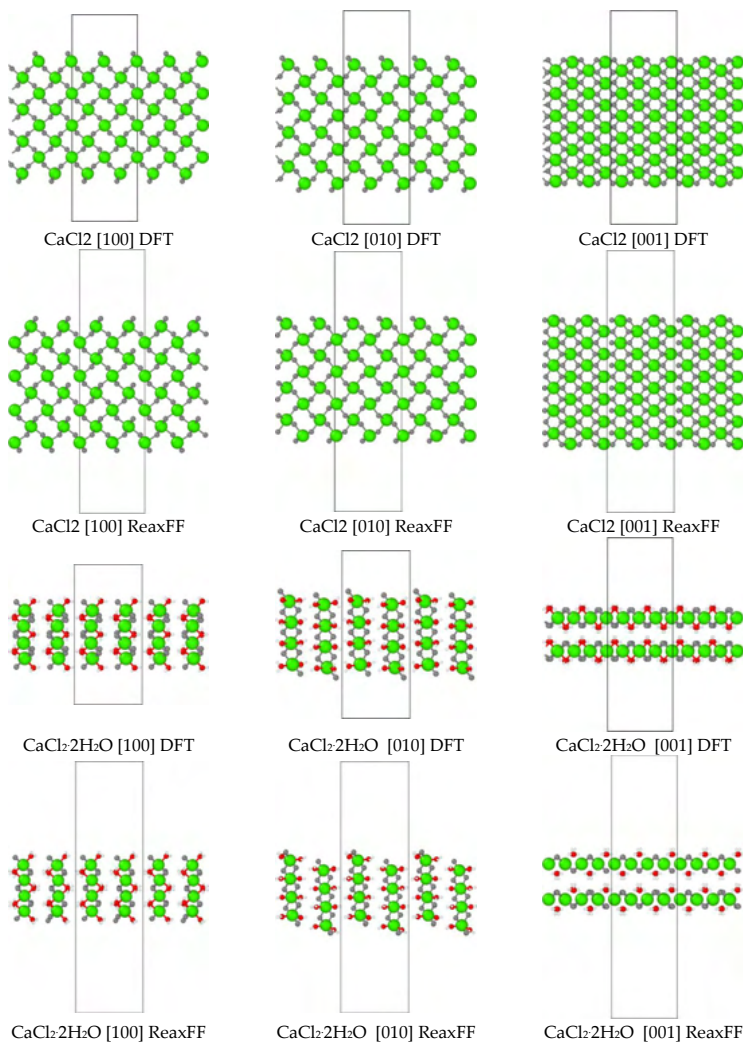 CaCl2 [100] DFT CaCl2 [010] DFT CaCl2 [001] DFT
CaCl2 [100] ReaxFF CaCl2 [010] ReaxFF CaCl2 [001] ReaxFF
CaCl₂·2H₂O [100] DFT CaCl₂·2H₂O [010] DFT CaCl₂·2H₂O [001] DFT
CaCl₂·2H₂O [100] ReaxFF CaCl₂·2H₂O [010] ReaxFF CaCl₂·2H₂O [001] ReaxFF